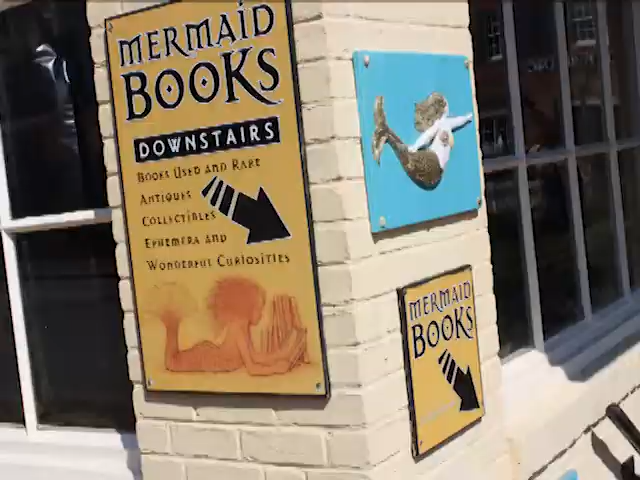 MERMAID
BOOKS
DOWNSTAIRS
BOOKS USED AND RARE
ANTIQUES
COLLECTIBLES
EPHEMERA AND
WONDERFUL CURIOSITIES
MERMAID
BOOKS